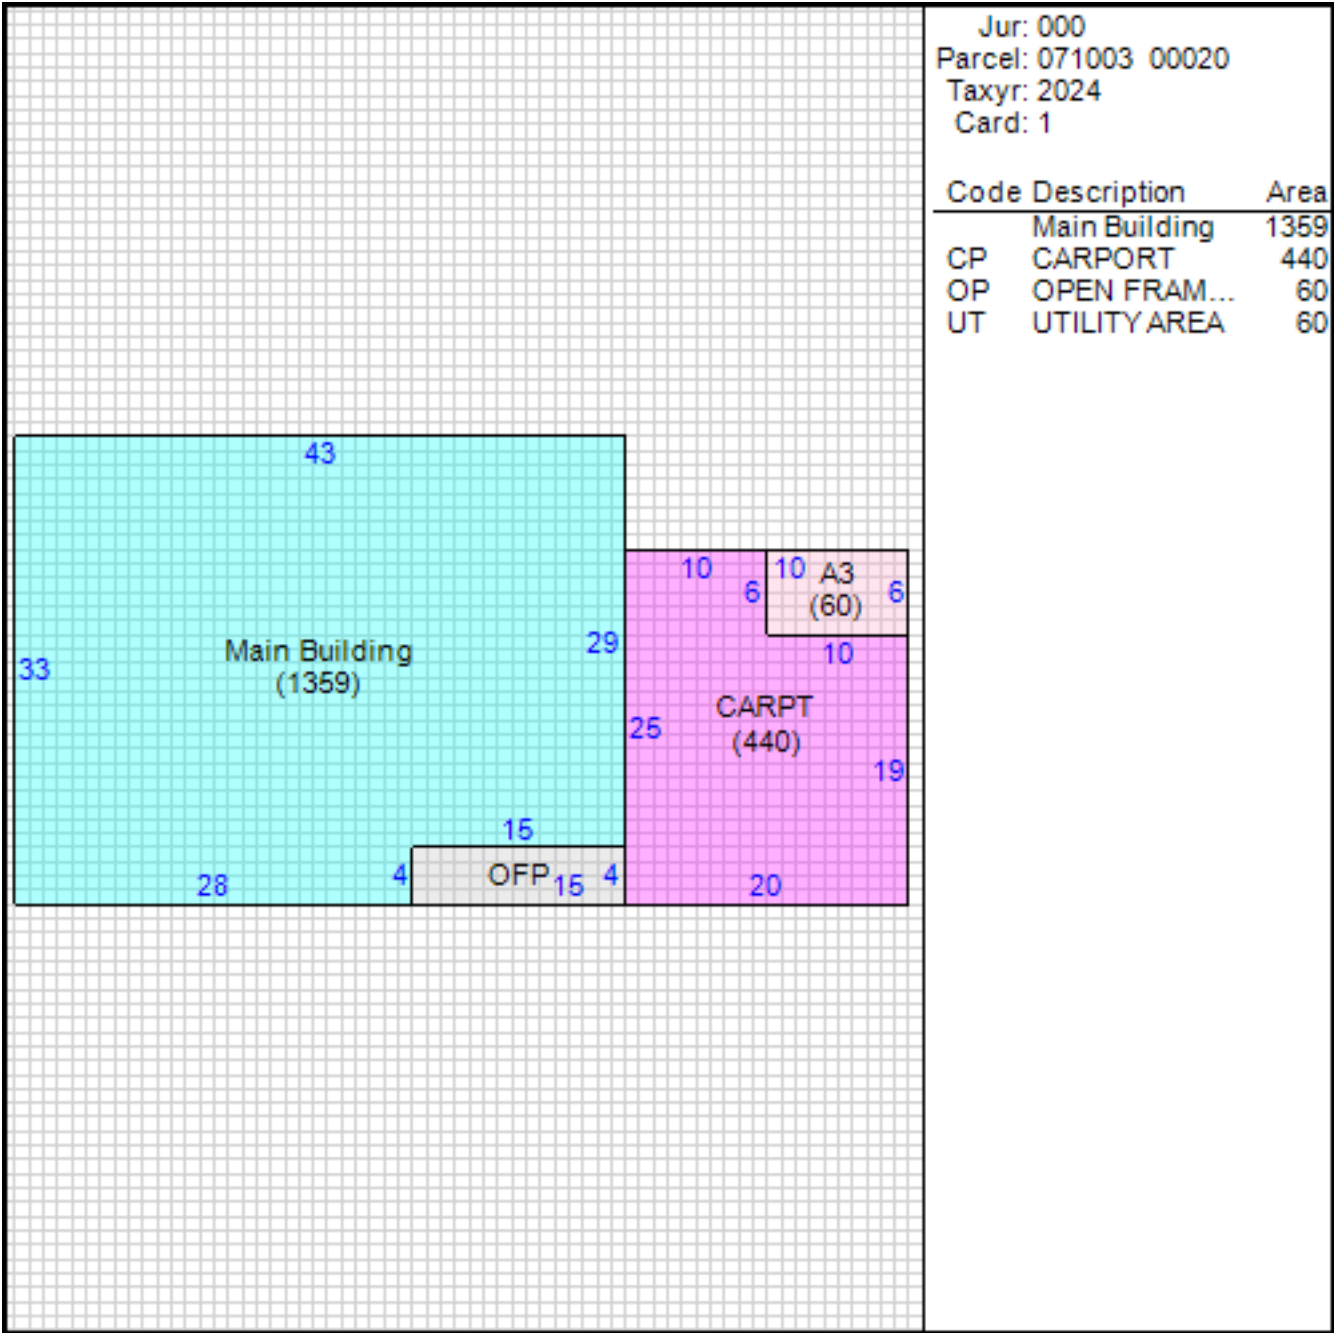 Jur: 000
Parcel: 071003 00020
Taxyr: 2024
Card: 1
Code Description Area
Main Building 1359
CP CARPORT 440
OP OPEN FRAM... 60
UT UTILITY AREA 60
43
10
10
A3
6
(60)
6
29
10
Main Building
33
(1359)
CARPT
25
(440)
19
15
4
OFP
15
4
28
20